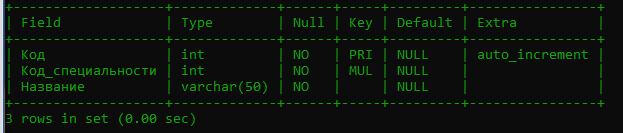 +-------------------+-------------+------+-----+---------+----------------+
| Field             | Type        | Null | Key | Default | Extra          |
+-------------------+-------------+------+-----+---------+----------------+
| Код               | int         | NO   | PRI | NULL    | auto_increment |
| Код_специальности | int         | NO   | MUL | NULL    |                |
| Название          | varchar(50) | NO   |     | NULL    |                |
+-------------------+-------------+------+-----+---------+----------------+
3 rows in set (0.00 sec)